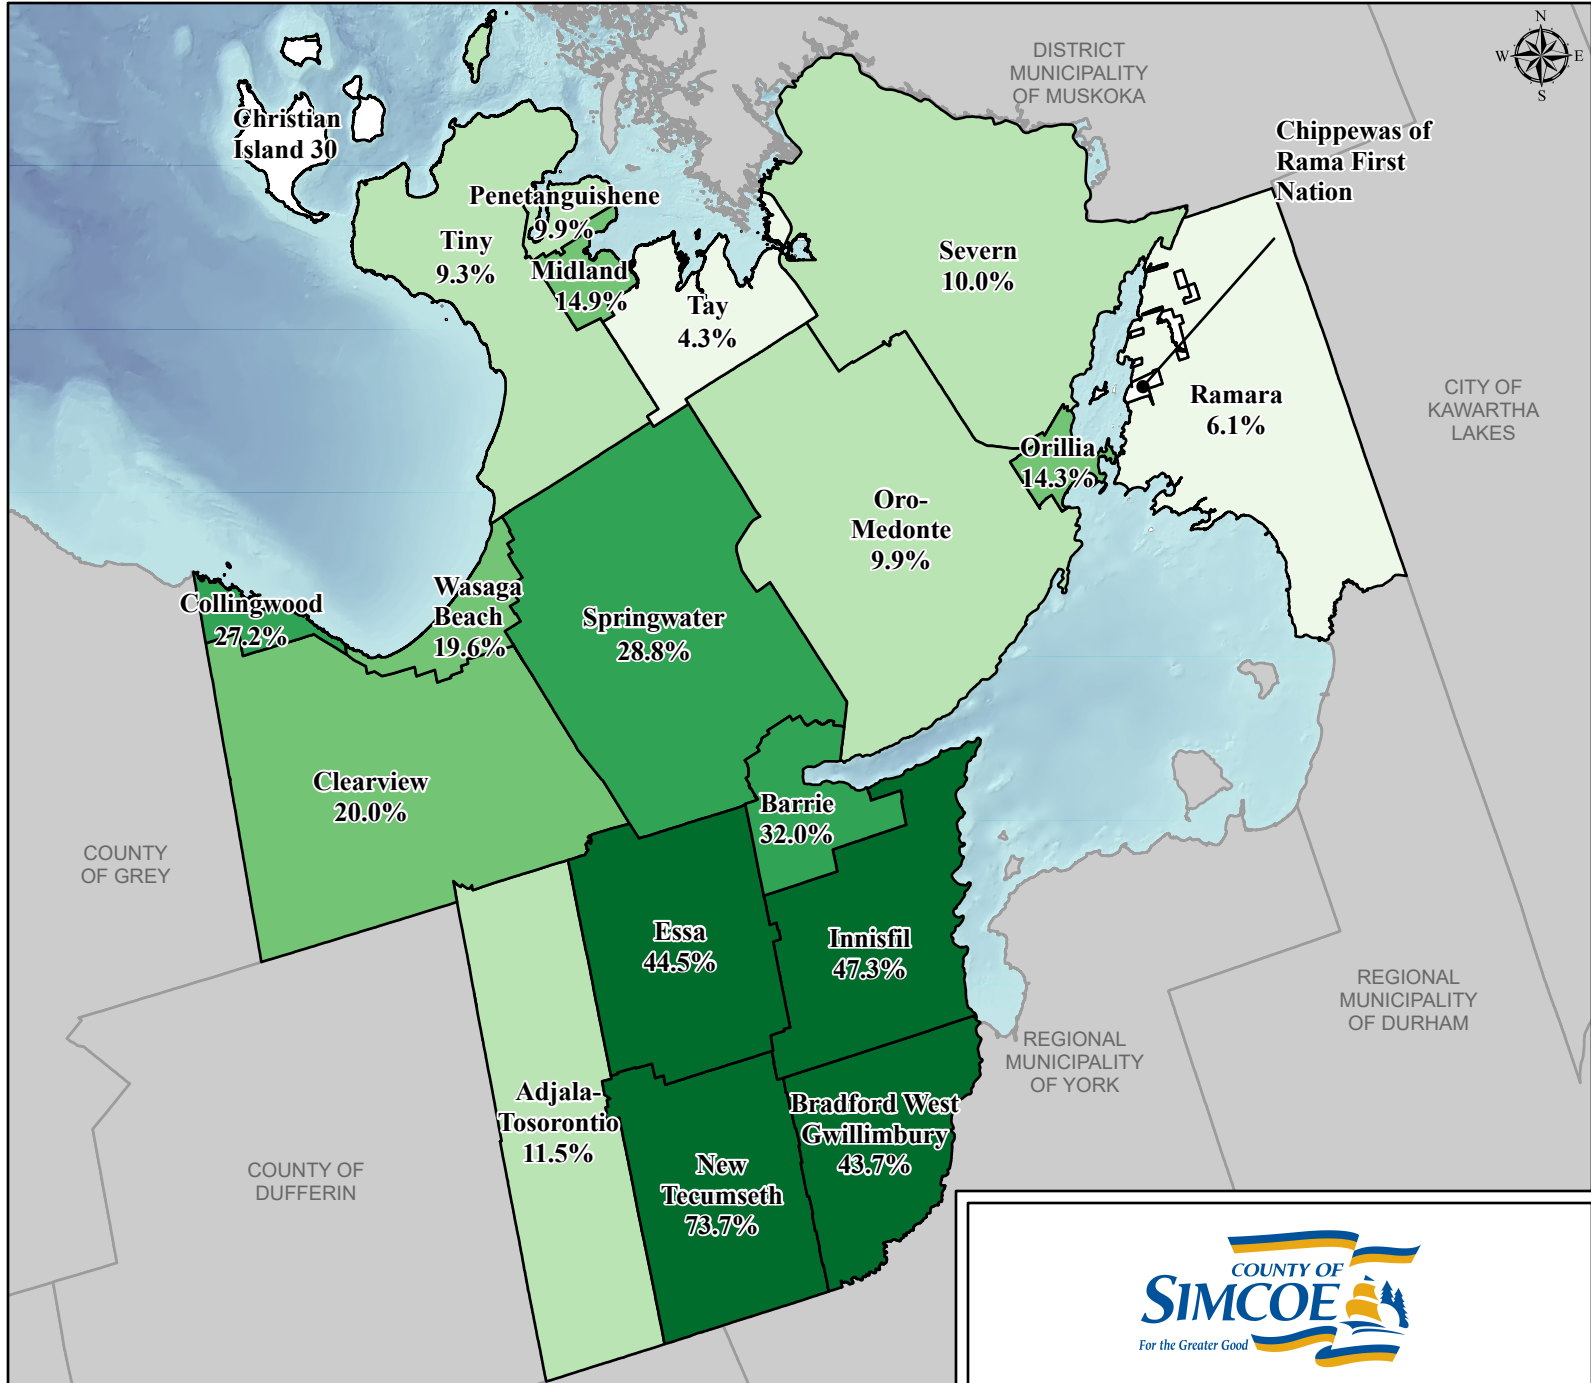 N
W
E
S
DISTRICT
MUNICIPALITY
OF MUSKOKA
Christian
Island 30
Chippewas of
Rama First
Nation
Penetanguishene
9.9%
Tiny
9.3%
Midland
14.9%
Tay
4.3%
Severn
10.0%
Ramara
6.1%
CITY OF
KAWARTHA
LAKES
Orillia
14.3%
Oro-
Medonte
9.9%
Collingwood
27.2%
Wasaga
Beach
19.6%
Springwater
28.8%
Clearview
20.0%
Barrie
32.0%
COUNTY
OF GREY
Essa
44.5%
Innisfil
47.3%
REGIONAL
MUNICIPALITY
OF DURHAM
REGIONAL
MUNICIPALITY
OF YORK
Adjala-
Tosorontio
11.5%
Bradford West
Gwillimbury
43.7%
COUNTY OF
DUFFERIN
New
Tecumseth
73.7%
COUNTY OF
SIMCOE
For the Greater Good